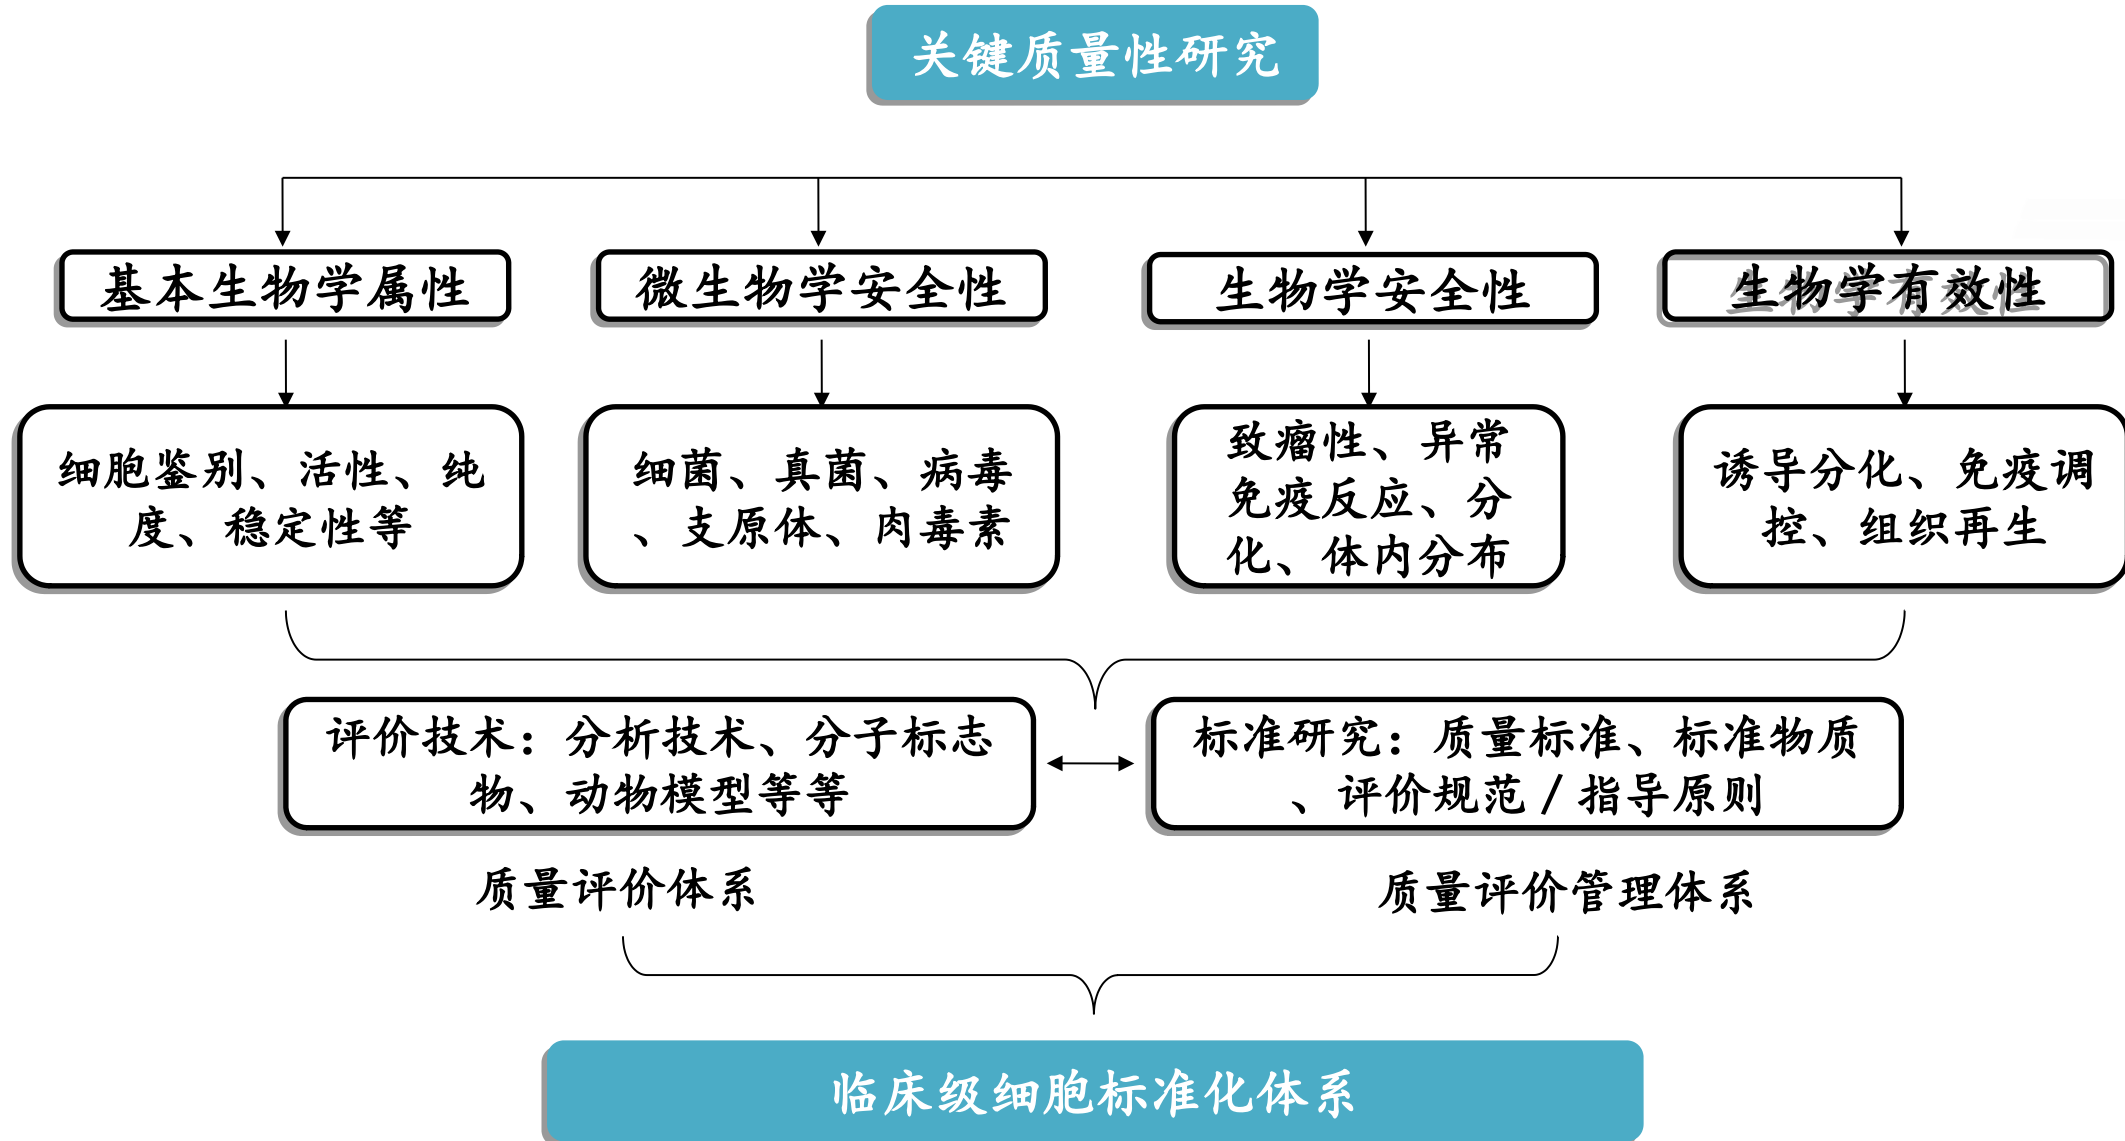 关键质量性研究
基本生物学属性
微生物学安全性
生物学安全性
生物学有效性
细胞鉴别、活性、纯
度、稳定性等
细菌、真菌、病毒
、支原体、肉毒素
致瘤性、异常
免疫反应、分
化、体内分布
诱导分化、免疫调
控、组织再生
评价技术：分析技术、分子标志
物、动物模型等等
标准研究：质量标准、标准物质
、评价规范/指导原则
质量评价体系
质量评价管理体系
临床级细胞标准化体系